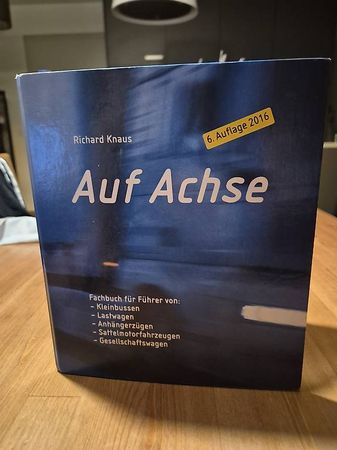 Richard Knaus
6. Auflage 2016
Auf Achse
Fachbuch für Führer von:
- Kleinbussen
- Lastwagen
- Anhängerzügen
- Sattelmotorfahrzeugen
- Gesellschaftswagen